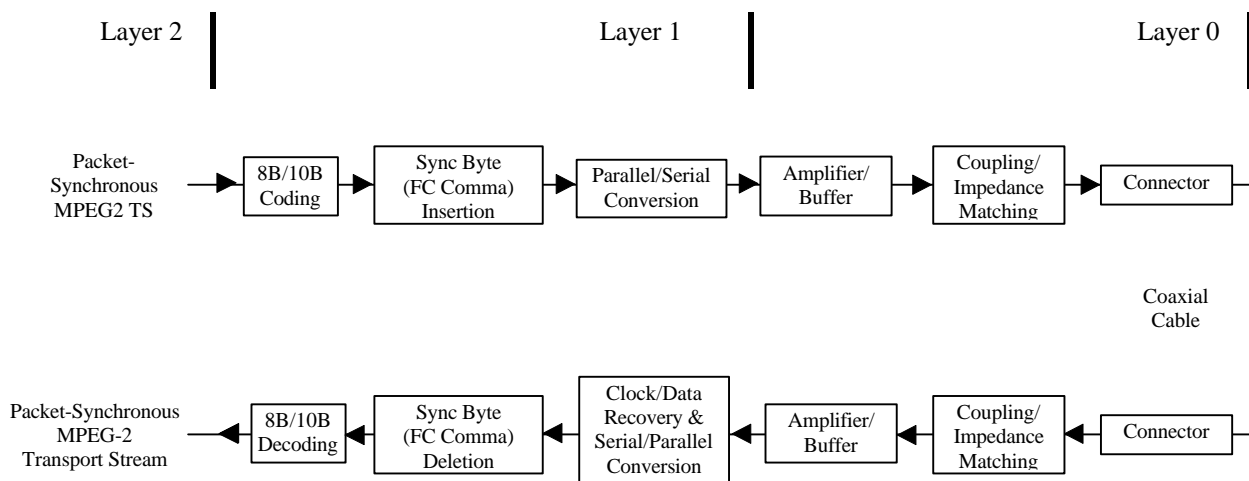 Layer 2
Layer 1
Layer 0
Packet-
Synchronous
MPEG2 TS
8B/10B
Coding
Sync Byte
(FC Comma)
Insertion
Parallel/Serial
Conversion
Amplifier/
Buffer
Coupling/
Impedance
Matching
Connector
Coaxial
Cable
Packet-Synchronous
MPEG-2
Transport Stream
8B/10B
Decoding
Sync Byte
(FC Comma)
Deletion
Clock/Data
Recovery &
Serial/Parallel
Conversion
Amplifier/
Buffer
Coupling/
Impedance
Matching
Connector